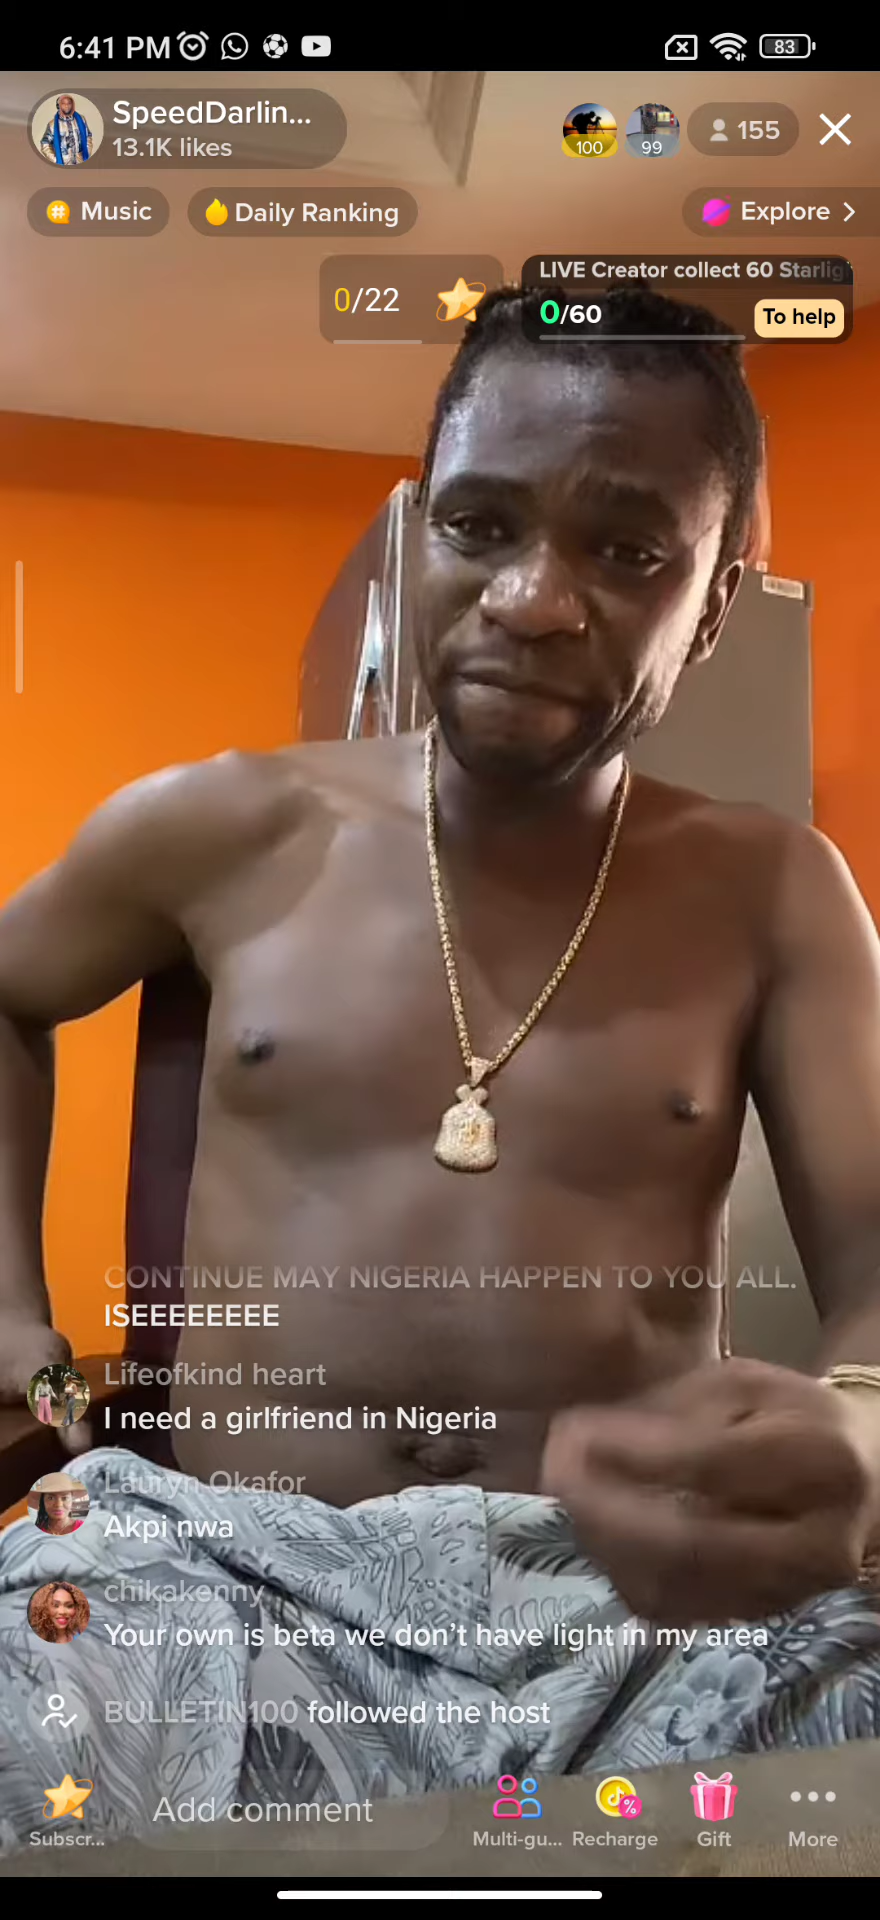 6:41 PM
83
SpeedDarlin...
13.1K likes
100
99
155
Music
Daily Ranking
Explore
0/22
LIVE Creator collect 60 Starlig
0/60
To help
CONTINUE MAY NIGERIA HAPPEN TO YOU ALL.
ISEEEEEEEE
Lifeofkind heart
I need a girlfriend in Nigeria
Lauryn Okafor
Akpi nwa
chikakenny
Your own is beta we don’t have light in my area
BULLETIN100 followed the host
Add comment
Subscr...
Multi-gu...
Recharge
Gift
More